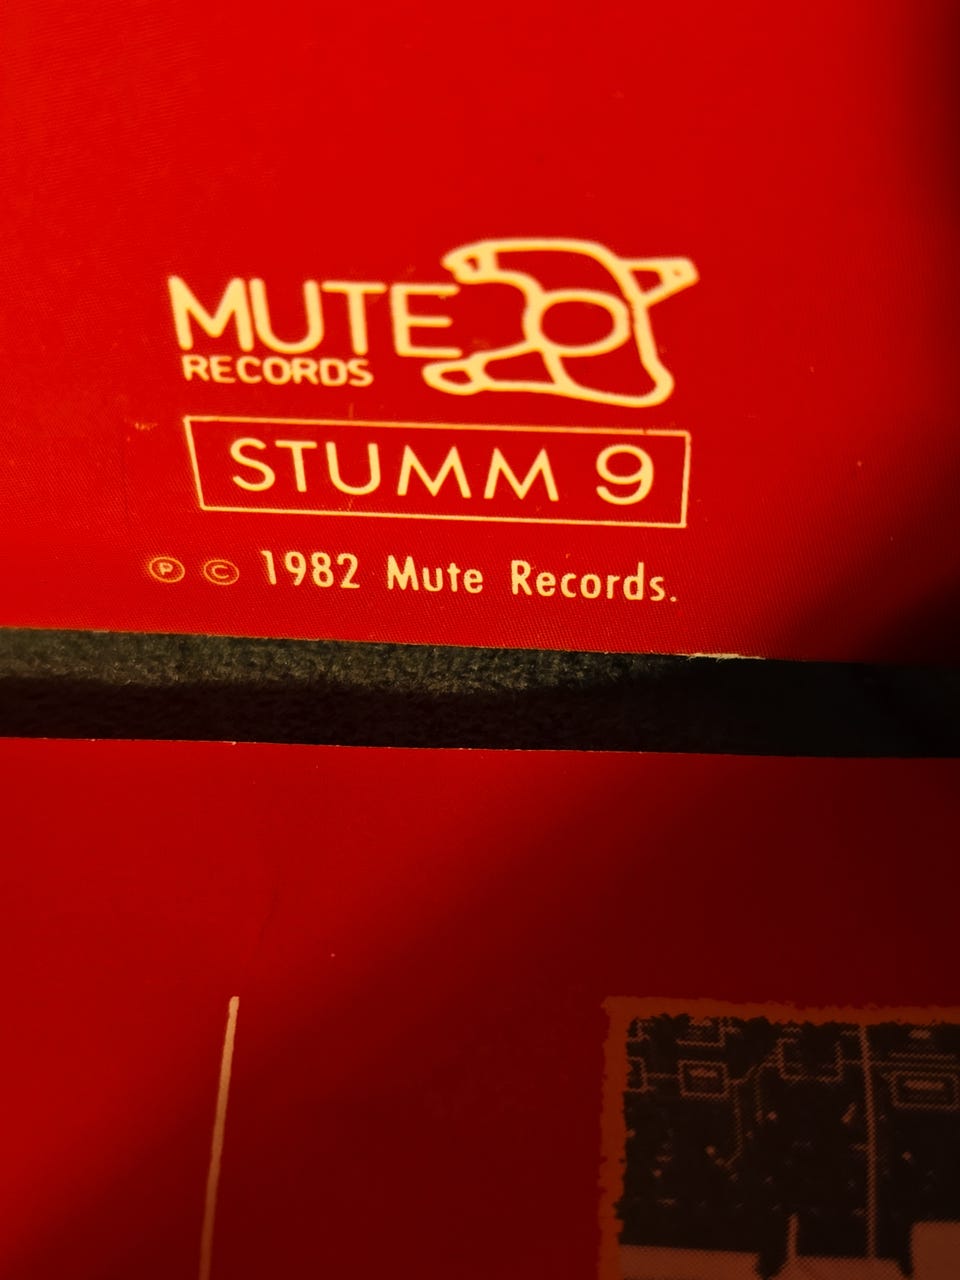 MUTE
RECORDS
STUMM 9
℗ © 1982 Mute Records.